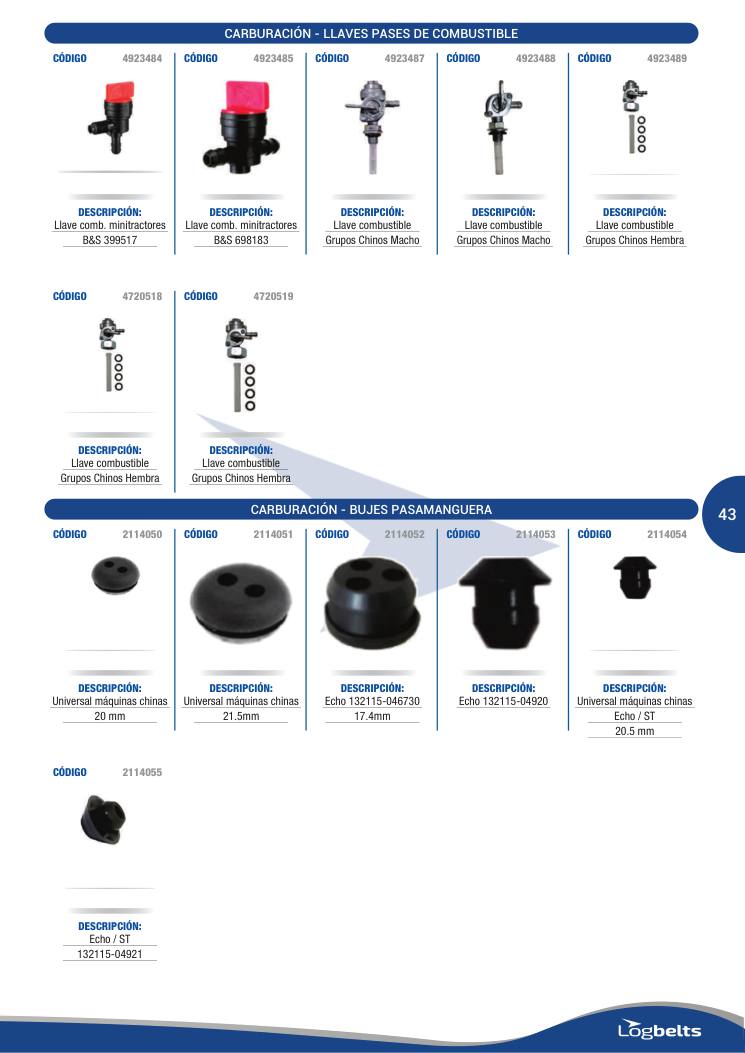 CARBURACIÓN - LLAVES PASES DE COMBUSTIBLE
CÓDIGO 4923484
DESCRIPCIÓN:
Llave comb. minitractores
B&S 399517
CÓDIGO 4923485
DESCRIPCIÓN:
Llave comb. minitractores
B&S 698183
CÓDIGO 4923487
DESCRIPCIÓN:
Llave combustible
Grupos Chinos Macho
CÓDIGO 4923488
DESCRIPCIÓN:
Llave combustible
Grupos Chinos Macho
CÓDIGO 4923489
DESCRIPCIÓN:
Llave combustible
Grupos Chinos Hembra
CÓDIGO 4720518
DESCRIPCIÓN:
Llave combustible
Grupos Chinos Hembra
CÓDIGO 4720519
DESCRIPCIÓN:
Llave combustible
Grupos Chinos Hembra
CARBURACIÓN - BUJES PASAMANGUERA
43
CÓDIGO 2114050
DESCRIPCIÓN:
Universal máquinas chinas
20 mm
CÓDIGO 2114051
DESCRIPCIÓN:
Universal máquinas chinas
21.5mm
CÓDIGO 2114052
DESCRIPCIÓN:
Echo 132115-046730
17.4mm
CÓDIGO 2114053
DESCRIPCIÓN:
Echo 132115-04920
CÓDIGO 2114054
DESCRIPCIÓN:
Universal máquinas chinas
Echo / ST
20.5 mm
CÓDIGO 2114055
DESCRIPCIÓN:
Echo / ST
132115-04921
Logbelts